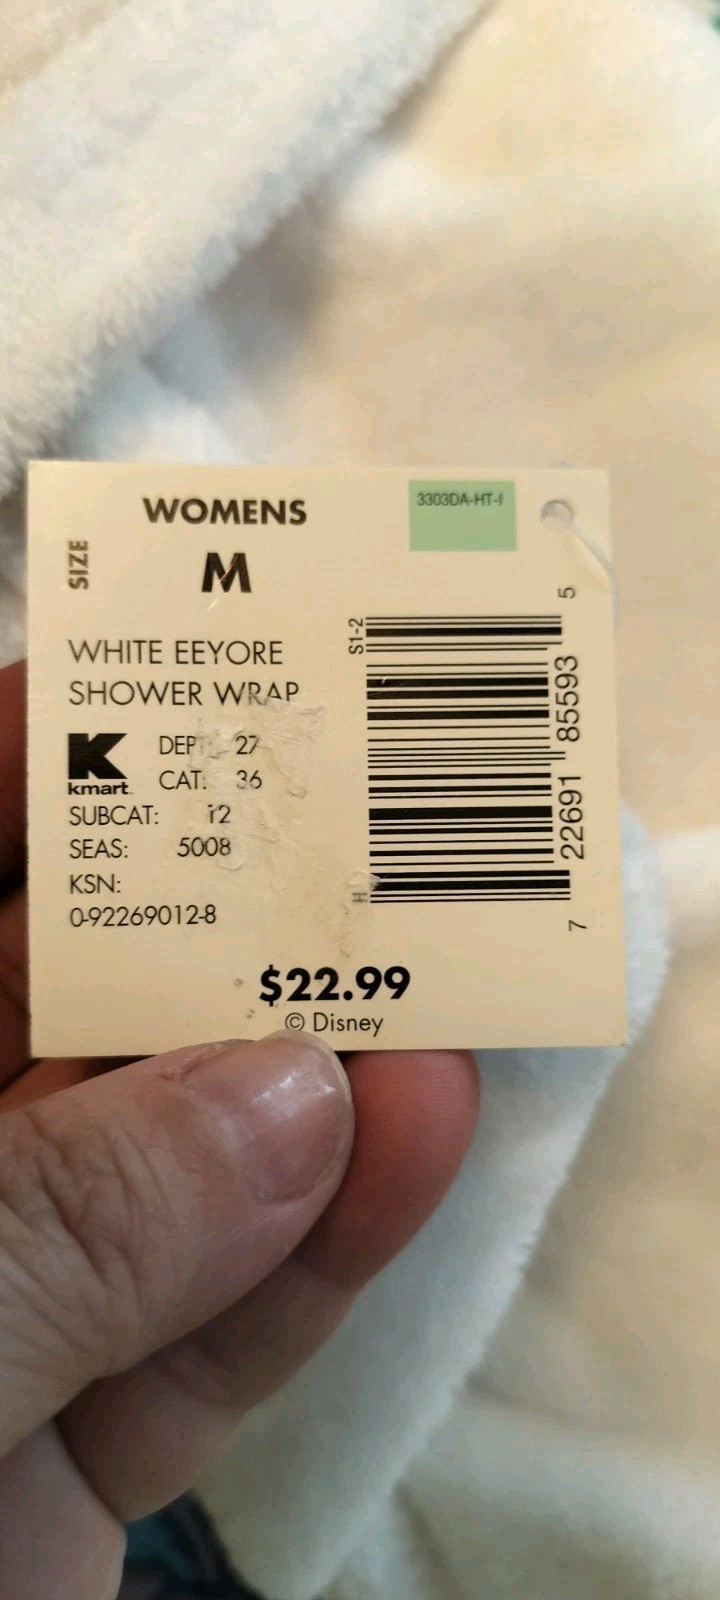 WOMENS
3303DA-HT-I
SIZE
M
WHITE EEYORE
SHOWER WRAP
K
kmart
DEPT: 27
CAT: 36
SUBCAT: 12
SEAS: 5008
KSN:
0-92269012-8
S1-2
H
7 22691 85593 5
$22.99
© Disney